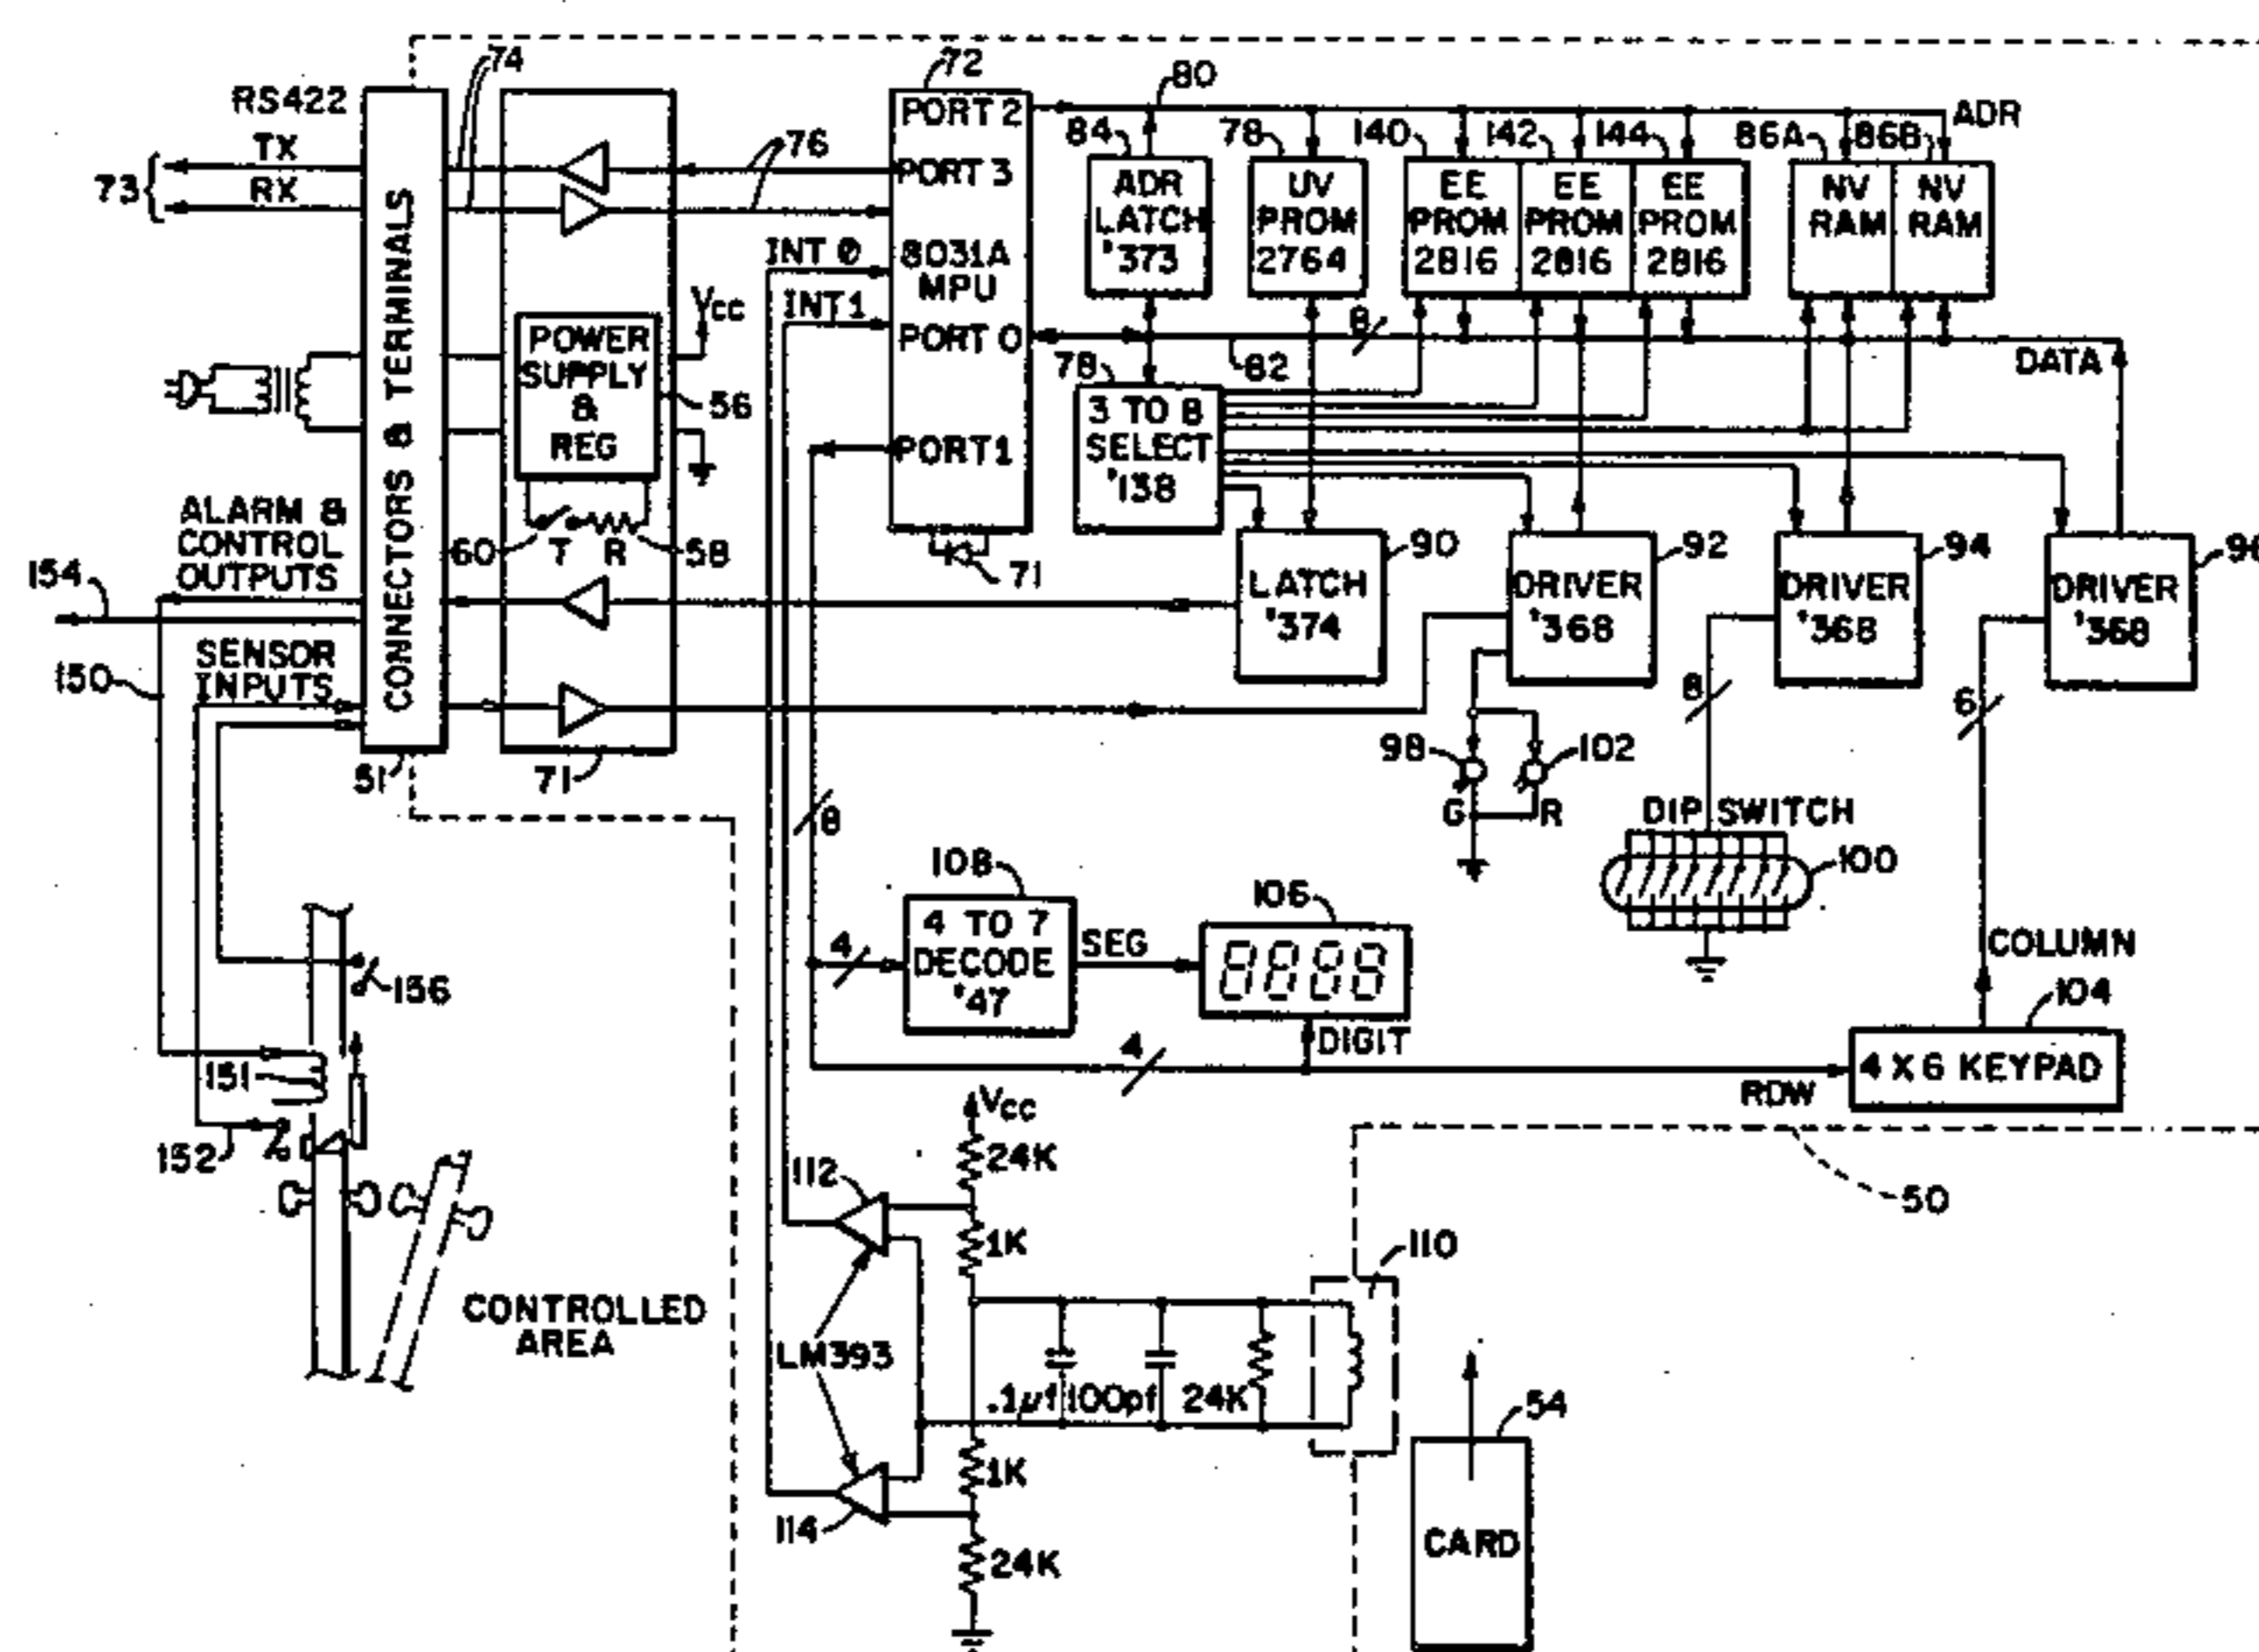 74
72
80
RS422
PORT 2
ADR
84
78
140
142
144
86A
86B
TX
76
73
RX
PORT 3
ADR
LATCH
'373
UV
PROM
2764
EE
PROM
2816
EE
PROM
2816
EE
PROM
2816
NV
RAM
NV
RAM
INT 0
8031A
MPU
INT 1
VCC
CONNECTORS & TERMINALS
POWER
SUPPLY
&
REG
PORT 0
8
78
82
DATA
56
3 TO 8
SELECT
'138
PORT 1
ALARM &
CONTROL
OUTPUTS
60
T
R
58
71
90
92
94
154
LATCH
'374
DRIVER
'368
DRIVER
'368
DRIVER
'368
SENSOR
INPUTS
150
8
6
51
71
98
102
G
R
8
DIP SWITCH
100
108
106
4
4 TO 7
DECODE
'47
SEG
8888
COLUMN
156
104
DIGIT
4
151
4 X 6 KEYPAD
ROW
VCC
152
24K
112
50
1K
110
CONTROLLED
AREA
LM393
.1µf
100pf
24K
54
1K
114
CARD
24K